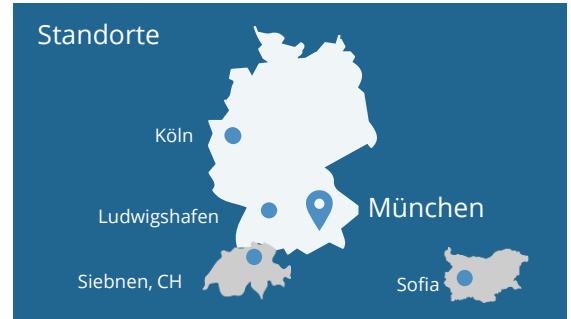 Standorte
Köln
Ludwigshafen
München
Siebnen, CH
Sofia